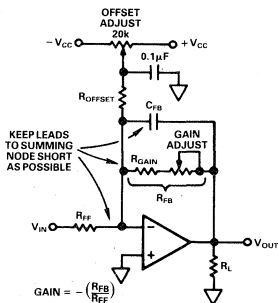 OFFSET
ADJUST
20k
–VCC
+VCC
0.1µF
ROFFSET
CFB
KEEP LEADS
TO SUMMING
NODE SHORT
AS POSSIBLE
RGAIN
GAIN
ADJUST
RFB
VIN
RFF
–
+
VOUT
RL
GAIN = –(RFB/RFF)